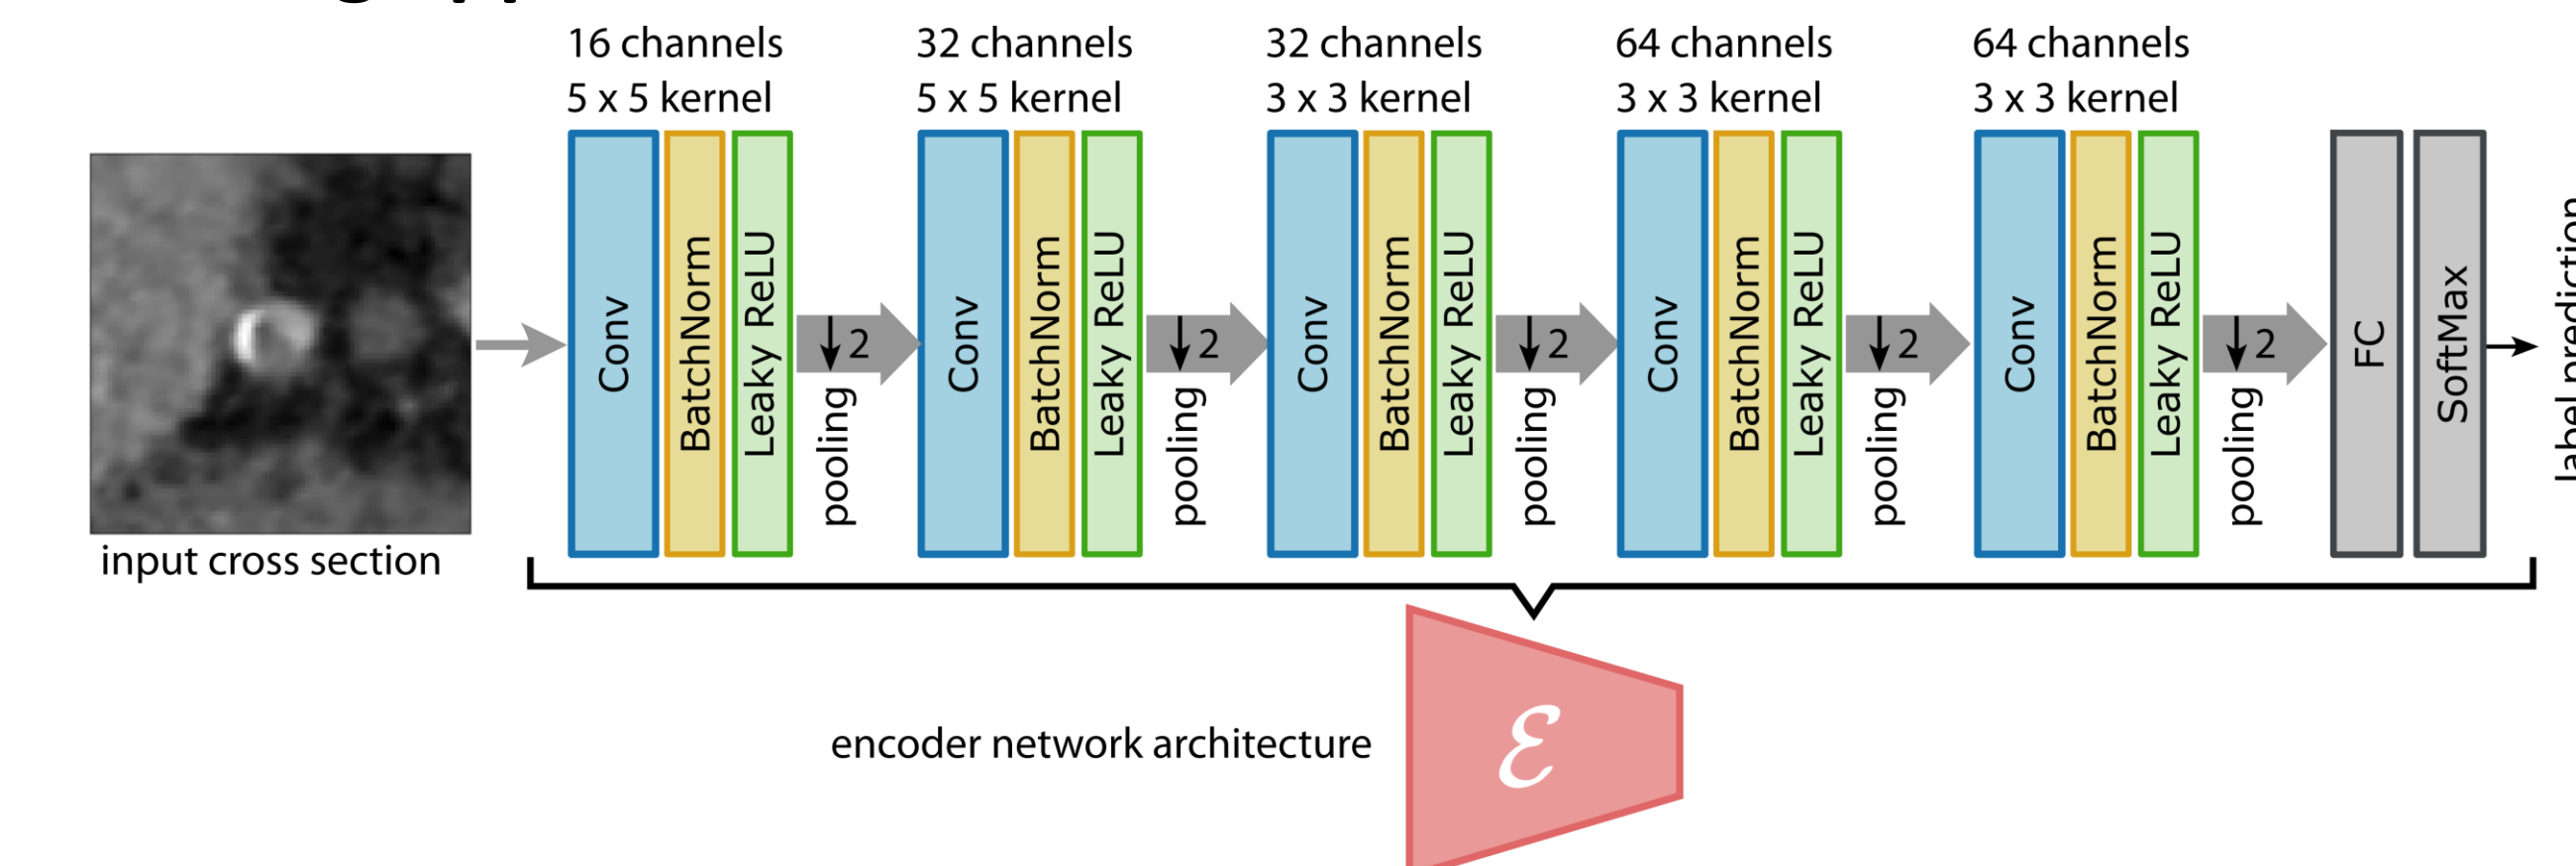 16 channels
5 x 5 kernel
32 channels
5 x 5 kernel
32 channels
3 x 3 kernel
64 channels
3 x 3 kernel
64 channels
3 x 3 kernel
Conv
BatchNorm
Leaky ReLU
↓2
pooling
Conv
BatchNorm
Leaky ReLU
↓2
pooling
Conv
BatchNorm
Leaky ReLU
↓2
pooling
Conv
BatchNorm
Leaky ReLU
↓2
pooling
Conv
BatchNorm
Leaky ReLU
↓2
pooling
FC
SoftMax
label prediction
input cross section
encoder network architecture
ℰ